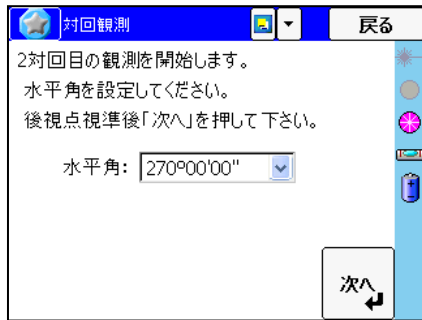 対回観測
戻る
2対回目の観測を開始します。
水平角を設定してください。
後視点視準後「次へ」を押して下さい。
水平角: 270º00'00"
次へ